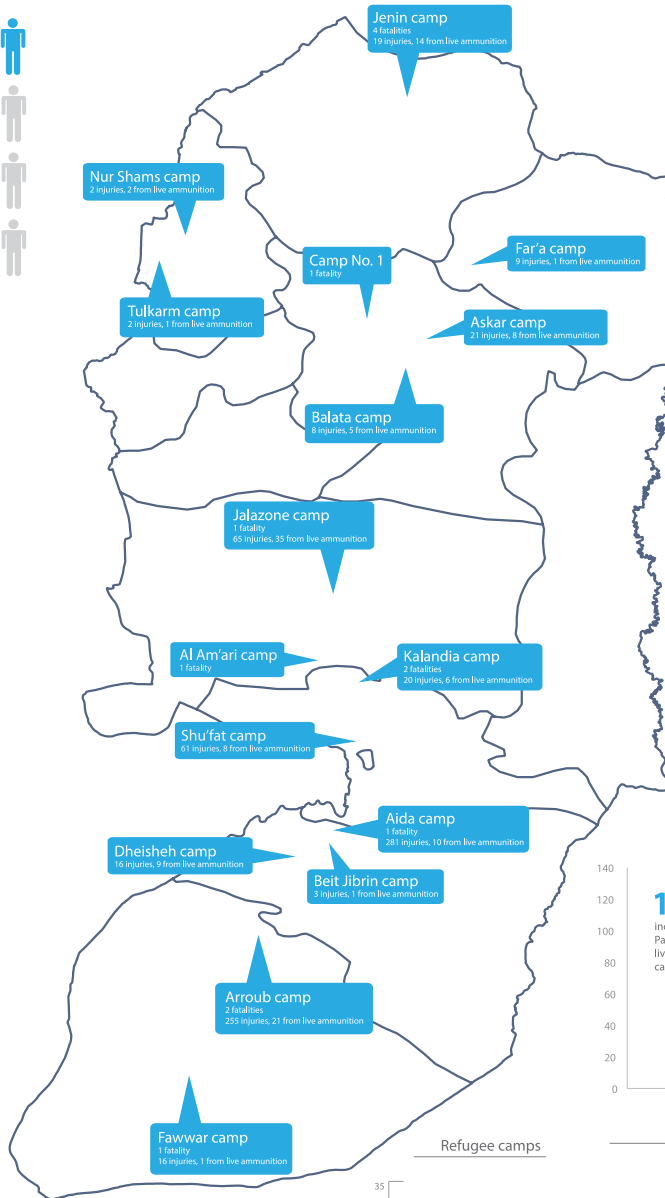 Jenin camp
4 fatalities
19 injuries, 14 from live ammunition
Nur Shams camp
2 injuries, 2 from live ammunition
Far'a camp
9 injuries, 1 from live ammunition
Camp No. 1
1 fatality
Tulkarm camp
2 injuries, 1 from live ammunition
Askar camp
21 injuries, 8 from live ammunition
Balata camp
8 injuries, 5 from live ammunition
Jalazone camp
1 fatality
65 injuries, 35 from live ammunition
Al Am'ari camp
1 fatality
Kalandia camp
2 fatalities
20 injuries, 6 from live ammunition
Shu'fat camp
61 injuries, 8 from live ammunition
Aida camp
1 fatality
281 injuries, 10 from live ammunition
Dheisheh camp
16 injuries, 9 from live ammunition
Beit Jibrin camp
3 injuries, 1 from live ammunition
Arroub camp
2 fatalities
255 injuries, 21 from live ammunition
Fawwar camp
1 fatality
16 injuries, 1 from live ammunition
140
120
100
80
60
40
20
0
1
inc
Pa
liv
ca
Refugee camps
35